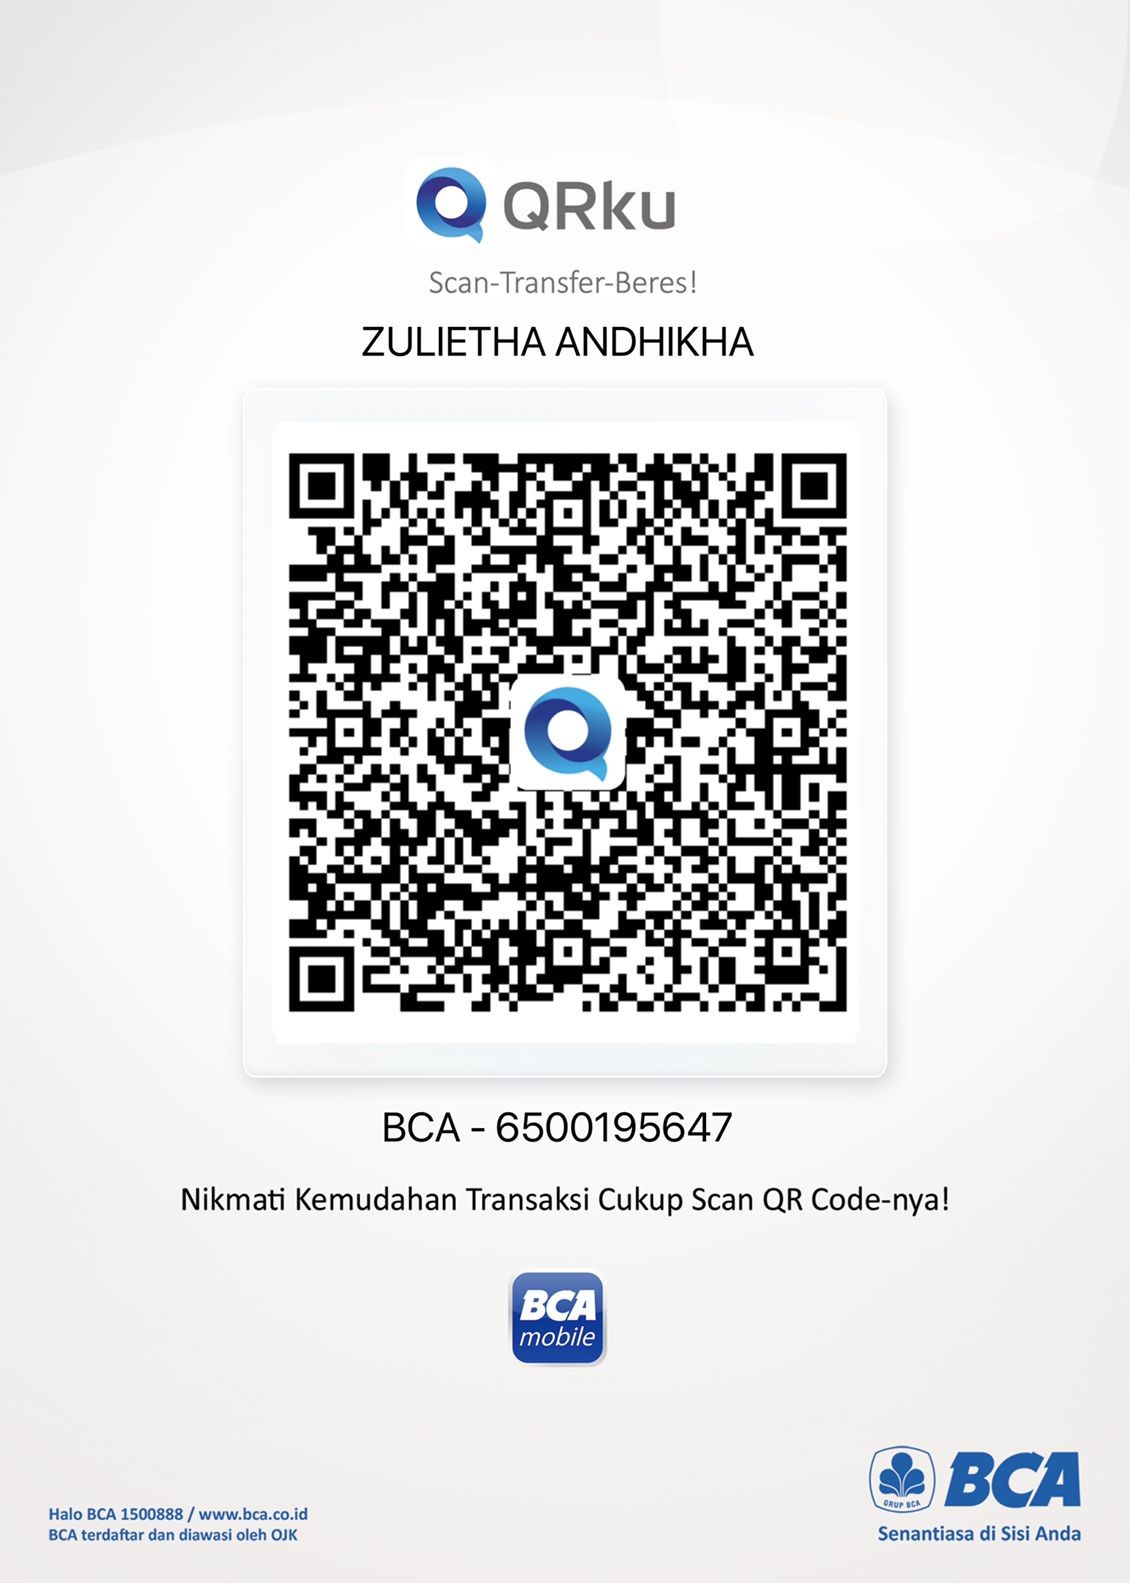 QRku
Scan-Transfer-Beres!
ZULIETHA ANDHIKHA
BCA - 6500195647
Nikmati Kemudahan Transaksi Cukup Scan QR Code-nya!
BCA
mobile
GRUP BCA
BCA
Senantiasa di Sisi Anda
Halo BCA 1500888 / www.bca.co.id
BCA terdaftar dan diawasi oleh OJK